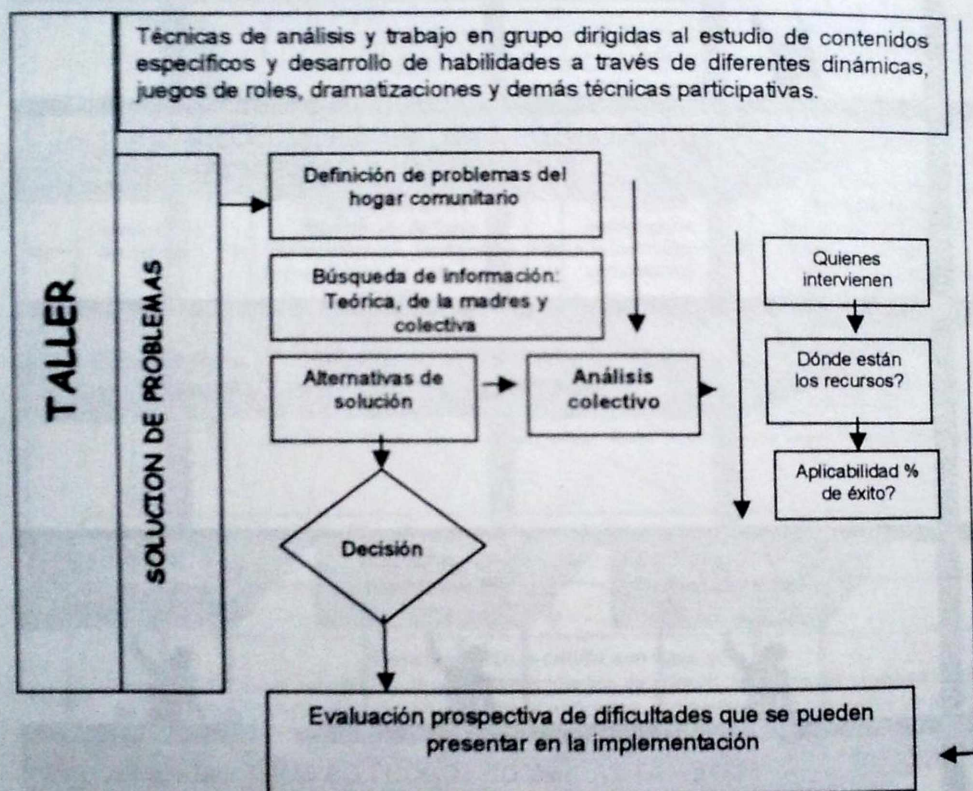 Técnicas de análisis y trabajo en grupo dirigidas al estudio de contenidos
específicos y desarrollo de habilidades a través de diferentes dinámicas,
juegos de roles, dramatizaciones y demás técnicas participativas.
TALLER
SOLUCION DE PROBLEMAS
Definición de problemas del
hogar comunitario
Búsqueda de información:
Teórica, de la madres y
colectiva
Alternativas de
solución
Análisis
colectivo
Quienes
intervienen
Dónde están
los recursos?
Aplicabilidad %
de éxito?
Decisión
Evaluación prospectiva de dificultades que se pueden
presentar en la implementación